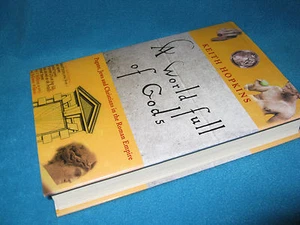 KEITH HOPKINS
A World full
of Gods
Pagans, Jews and Christians in the Roman Empire